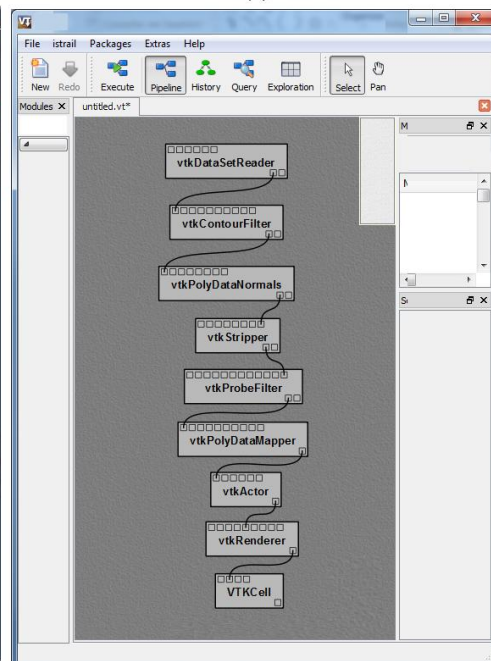 VT
File istrail Packages Extras Help
New Redo Execute Pipeline History Query Exploration Select Pan
Modules
untitled.vt*
M
vtkDataSetReader
vtkContourFilter
vtkPolyDataNormals
vtkStripper
vtkProbeFilter
vtkPolyDataMapper
vtkActor
vtkRenderer
VTKCell